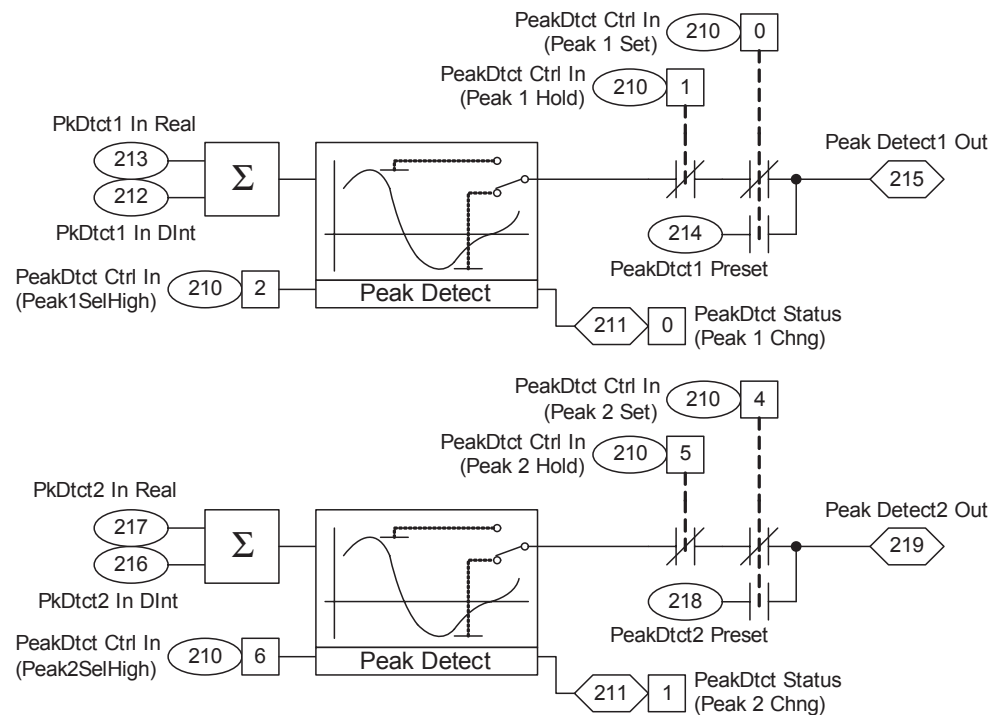 PeakDtct Ctrl In
(Peak 1 Set)
210
0
PeakDtct Ctrl In
(Peak 1 Hold)
210
1
PkDtct1 In Real
213
212
Σ
PkDtct1 In DInt
Peak Detect1 Out
215
214
PeakDtct1 Preset
PeakDtct Ctrl In
(Peak1SelHigh)
210
2
Peak Detect
211
0
PeakDtct Status
(Peak 1 Chng)
PeakDtct Ctrl In
(Peak 2 Set)
210
4
PeakDtct Ctrl In
(Peak 2 Hold)
210
5
PkDtct2 In Real
217
216
Σ
PkDtct2 In DInt
Peak Detect2 Out
219
218
PeakDtct2 Preset
PeakDtct Ctrl In
(Peak2SelHigh)
210
6
Peak Detect
211
1
PeakDtct Status
(Peak 2 Chng)